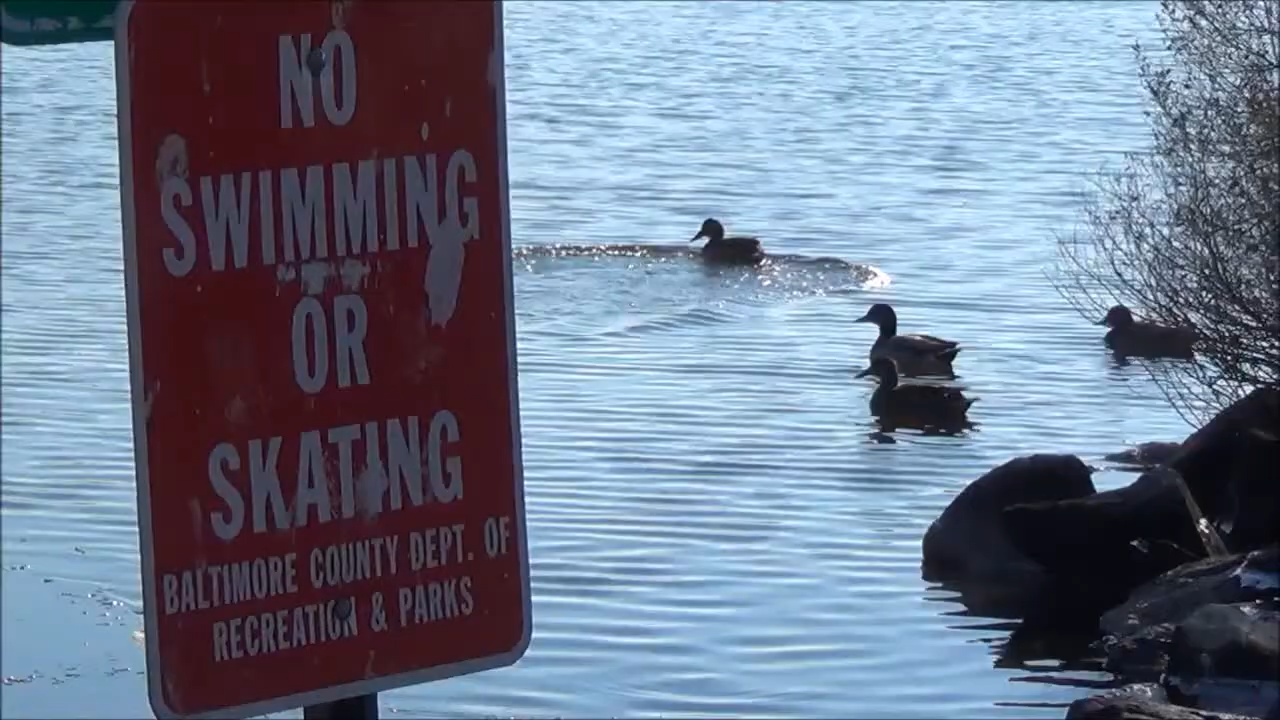 NO
SWIMMING
OR
SKATING
BALTIMORE COUNTY DEPT. OF
RECREATION & PARKS